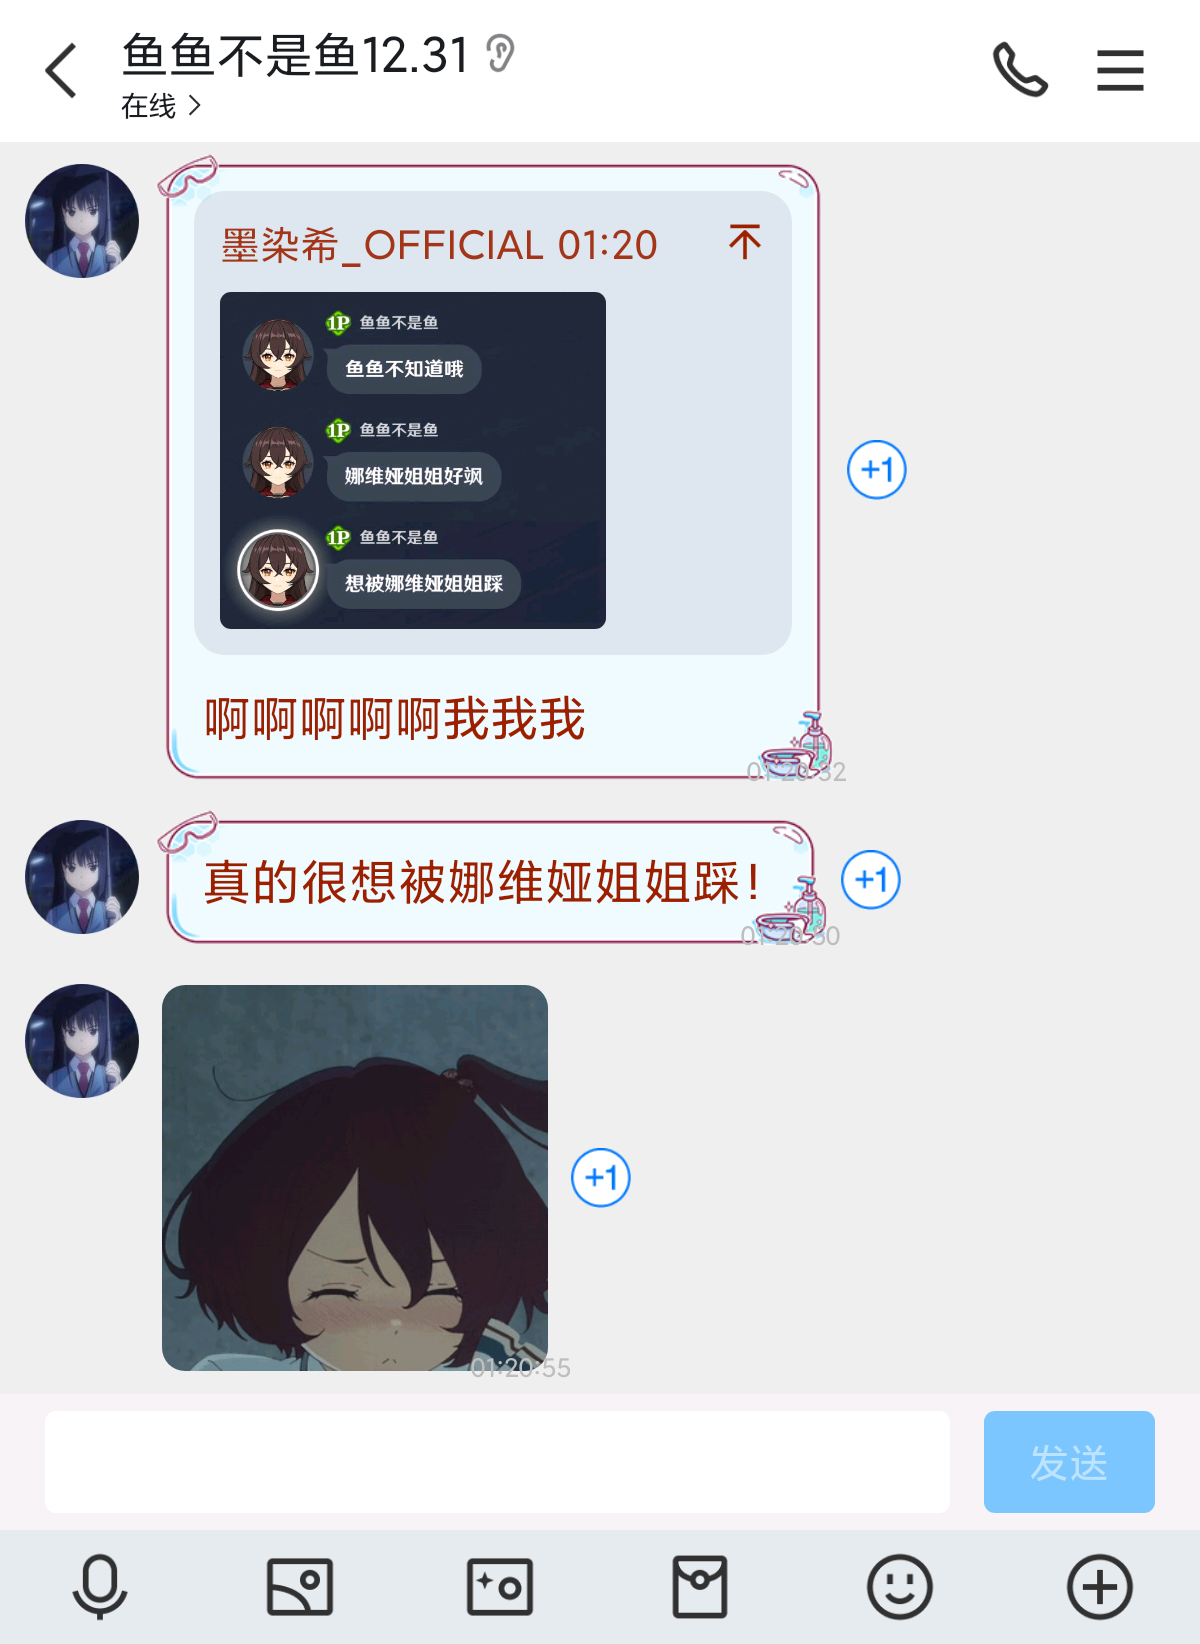 鱼鱼不是鱼12.31
在线
墨染希_OFFICIAL 01:20
1P 鱼鱼不是鱼
鱼鱼不知道哦
1P 鱼鱼不是鱼
娜维娅姐姐好飒
1P 鱼鱼不是鱼
想被娜维娅姐姐踩
+1
啊啊啊啊啊我我我
01:20:32
真的很想被娜维娅姐姐踩！
+1
01:20:50
+1
01:20:55
发送